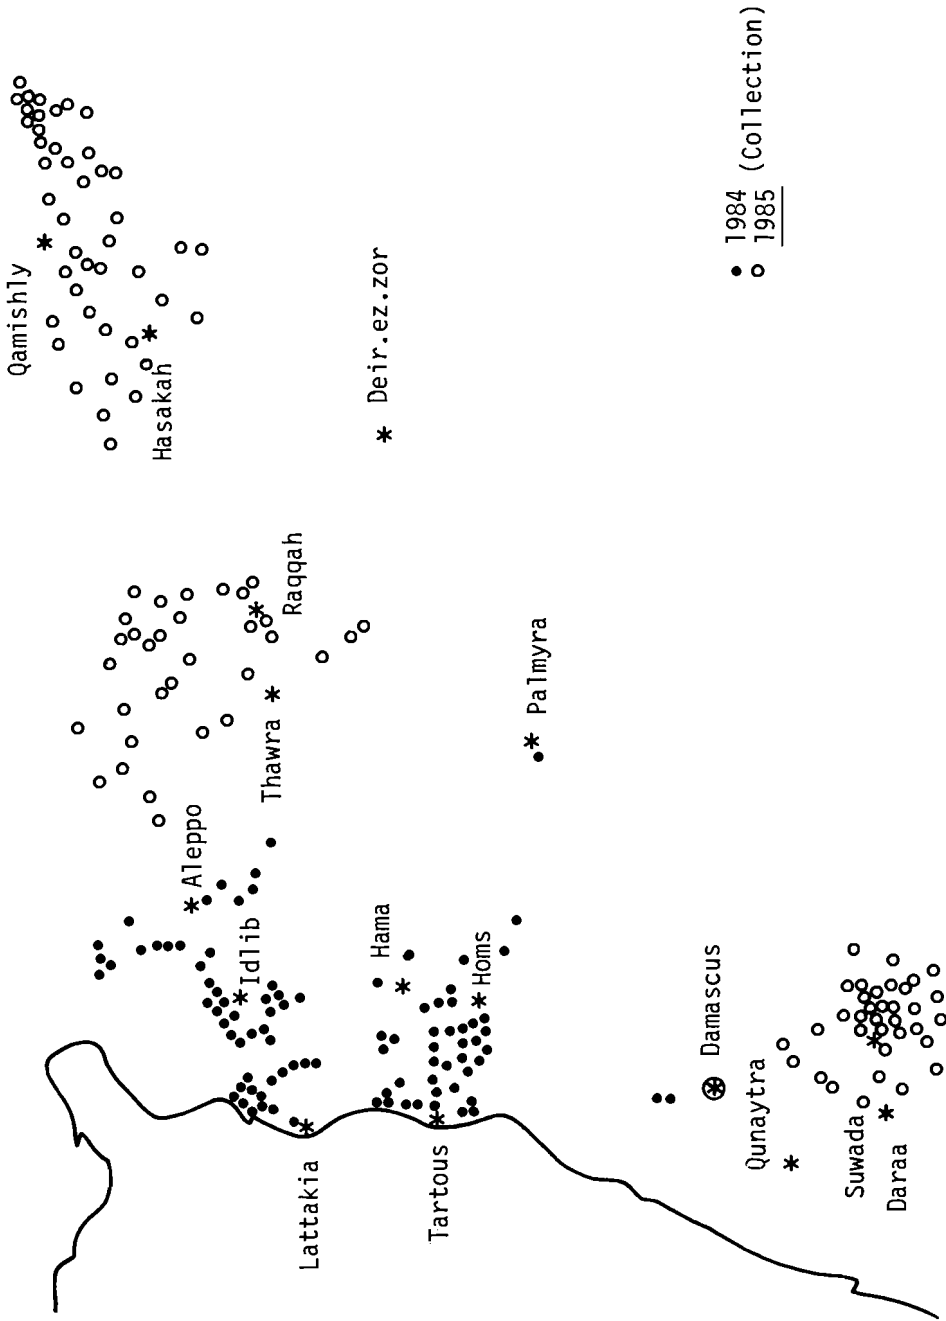 Qamishly
Hasakah
Deir.ez.zor
Raqqah
Thawra
Palmyra
Aleppo
Idlib
Hama
Homs
Lattakia
Tartous
Damascus
Qunaytra
Suwada
Daraa
1984 (Collection)
1985